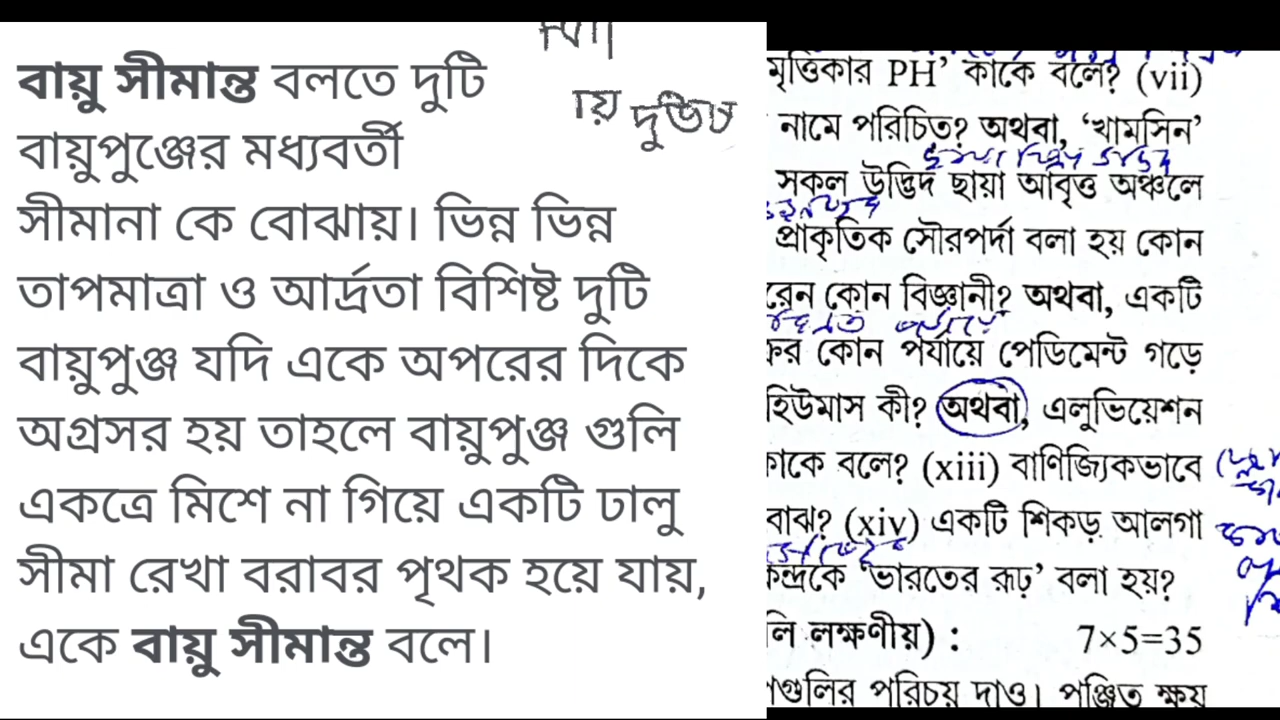 বায়ু সীমান্ত বলতে দুটি
বায়ুপুঞ্জের মধ্যবর্তী
সীমানা কে বোঝায়। ভিন্ন ভিন্ন
তাপমাত্রা ও আর্দ্রতা বিশিষ্ট দুটি
বায়ুপুঞ্জ যদি একে অপরের দিকে
অগ্রসর হয় তাহলে বায়ুপুঞ্জ গুলি
একত্রে মিশে না গিয়ে একটি ঢালু
সীমা রেখা বরাবর পৃথক হয়ে যায়,
একে বায়ু সীমান্ত বলে।
মৃত্তিকার PH’ কাকে বলে? (vii)
নামে পরিচিত? অথবা, ‘খামসিন’
সকল উদ্ভিদ ছায়া আবৃত্ত অঞ্চলে
প্রাকৃতিক সৌরপর্দা বলা হয় কোন
রেন কোন বিজ্ঞানী? অথবা, একটি
কোন পর্যায়ে পেডিমেন্ট গড়ে
হিউমাস কী? অথবা, এলুভিয়েশন
কাকে বলে? (xiii) বাণিজ্যিকভাবে
বোঝ? (xiv) একটি শিকড় আলগা
‘ভারতের রূঢ়’ বলা হয়?
লি লক্ষণীয়) : 7×5=35
গুলির পরিচয় দাও। পুঞ্জিত ক্ষয়